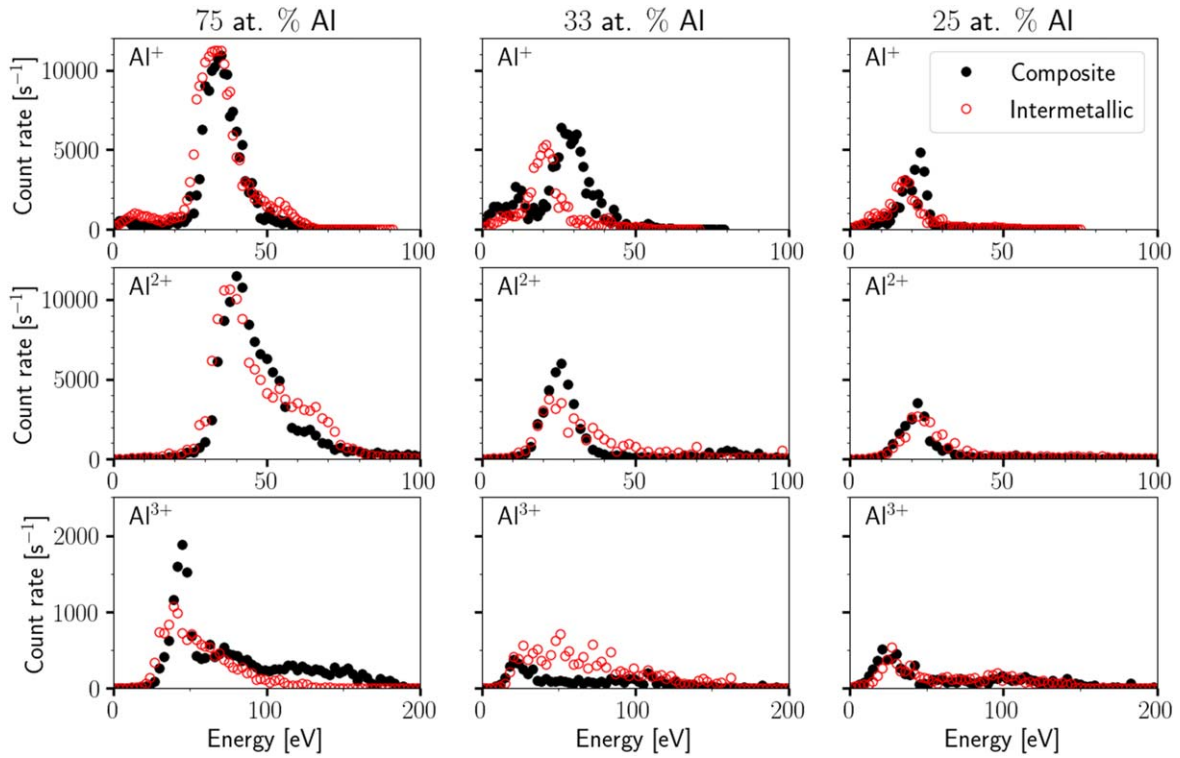 75 at. % Al
33 at. % Al
25 at. % Al
Al+
Al+
Al+
Composite
Intermetallic
Count rate [s−1]
10000
5000
0
0
50
100
0
50
100
0
50
100
Al2+
Al2+
Al2+
Count rate [s−1]
10000
5000
0
0
50
100
0
50
100
0
50
100
Al3+
Al3+
Al3+
Count rate [s−1]
2000
1000
0
0
100
200
0
100
200
0
100
200
Energy [eV]
Energy [eV]
Energy [eV]